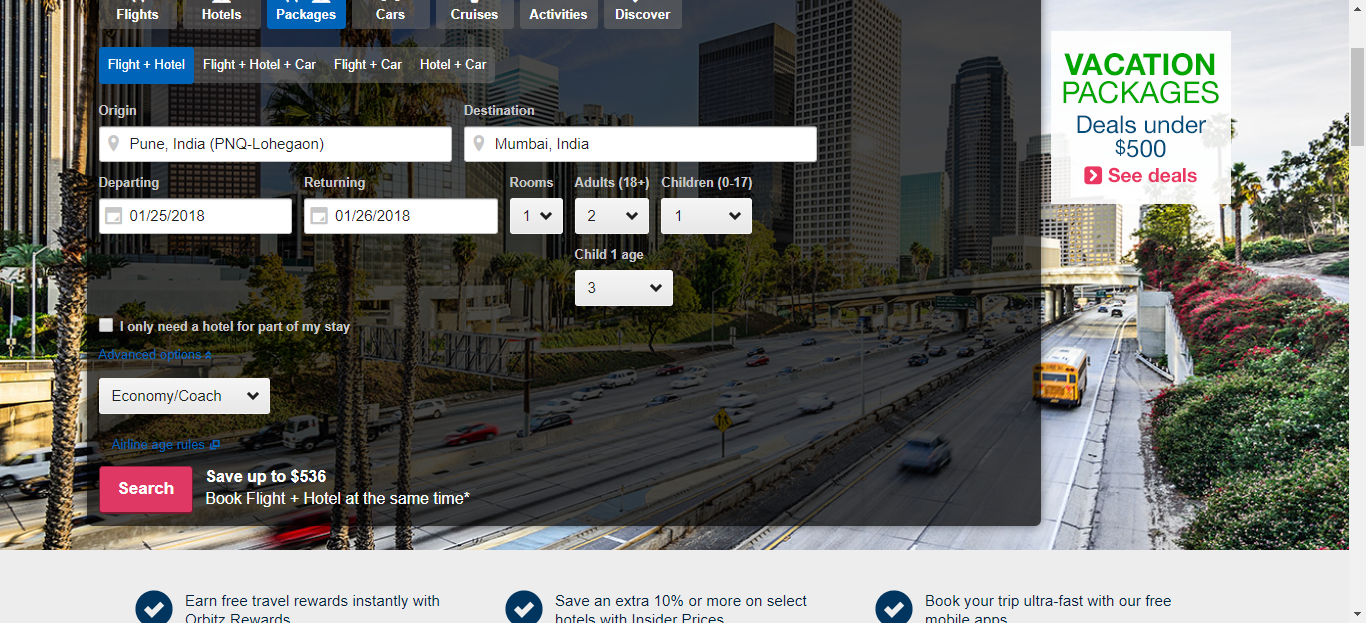 Flights
Hotels
Packages
Cars
Cruises
Activities
Discover
Flight + Hotel
Flight + Hotel + Car
Flight + Car
Hotel + Car
Origin
Destination
Pune, India (PNQ-Lohegaon)
Mumbai, India
Departing
Returning
Rooms
Adults (18+)
Children (0-17)
01/25/2018
01/26/2018
1
2
1
Child 1 age
3
I only need a hotel for part of my stay
Advanced options
Economy/Coach
Airline age rules
Search
Save up to $536
Book Flight + Hotel at the same time*
VACATION
PACKAGES
Deals under
$500
See deals
Earn free travel rewards instantly with
Orbitz Rewards
Save an extra 10% or more on select
hotels with Insider Prices
Book your trip ultra-fast with our free
mobile apps